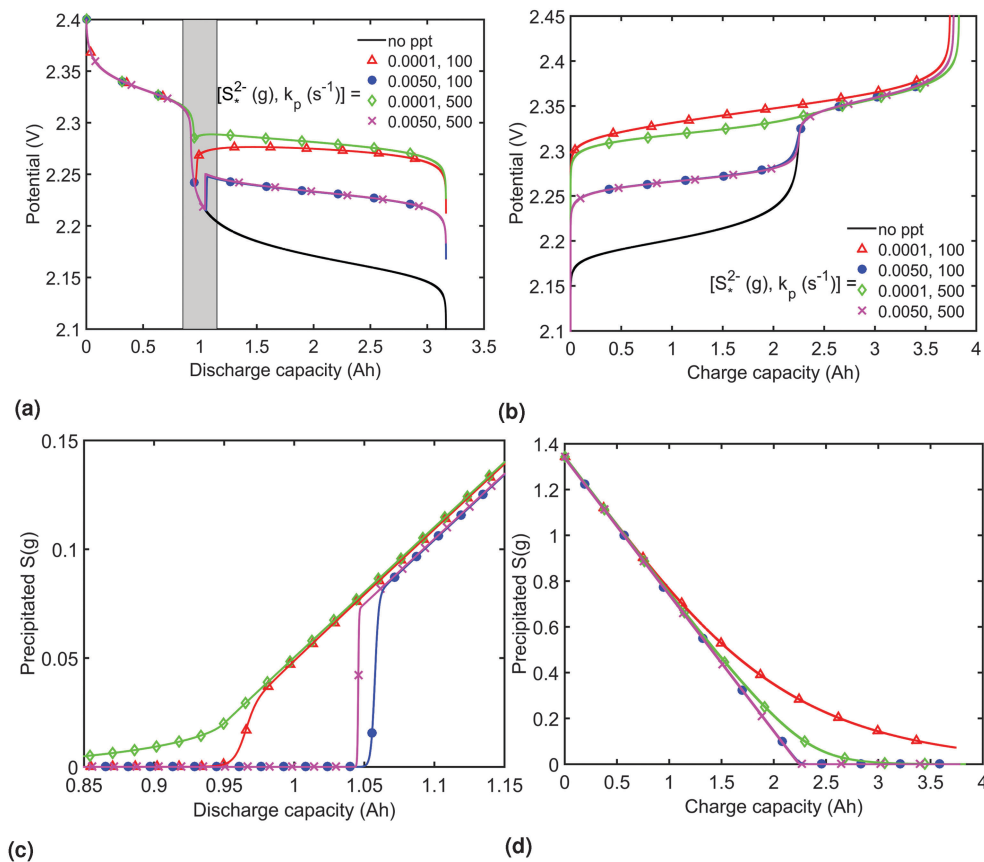 2.4
2.35
2.3
2.25
2.2
2.15
2.1
Potential (V)
0 0.5 1 1.5 2 2.5 3 3.5
Discharge capacity (Ah)
no ppt
0.0001, 100
0.0050, 100
0.0001, 500
0.0050, 500
[S*2- (g), kp (s-1)] =
(a)
2.45
2.4
2.35
2.3
2.25
2.2
2.15
2.1
Potential (V)
0 0.5 1 1.5 2 2.5 3 3.5 4
Charge capacity (Ah)
no ppt
0.0001, 100
0.0050, 100
0.0001, 500
0.0050, 500
[S*2- (g), kp (s-1)] =
(b)
0.15
0.1
0.05
0
Precipitated S(g)
0.85 0.9 0.95 1 1.05 1.1 1.15
Discharge capacity (Ah)
(c)
1.4
1.2
1
0.8
0.6
0.4
0.2
0
Precipitated S(g)
0 0.5 1 1.5 2 2.5 3 3.5 4
Charge capacity (Ah)
(d)